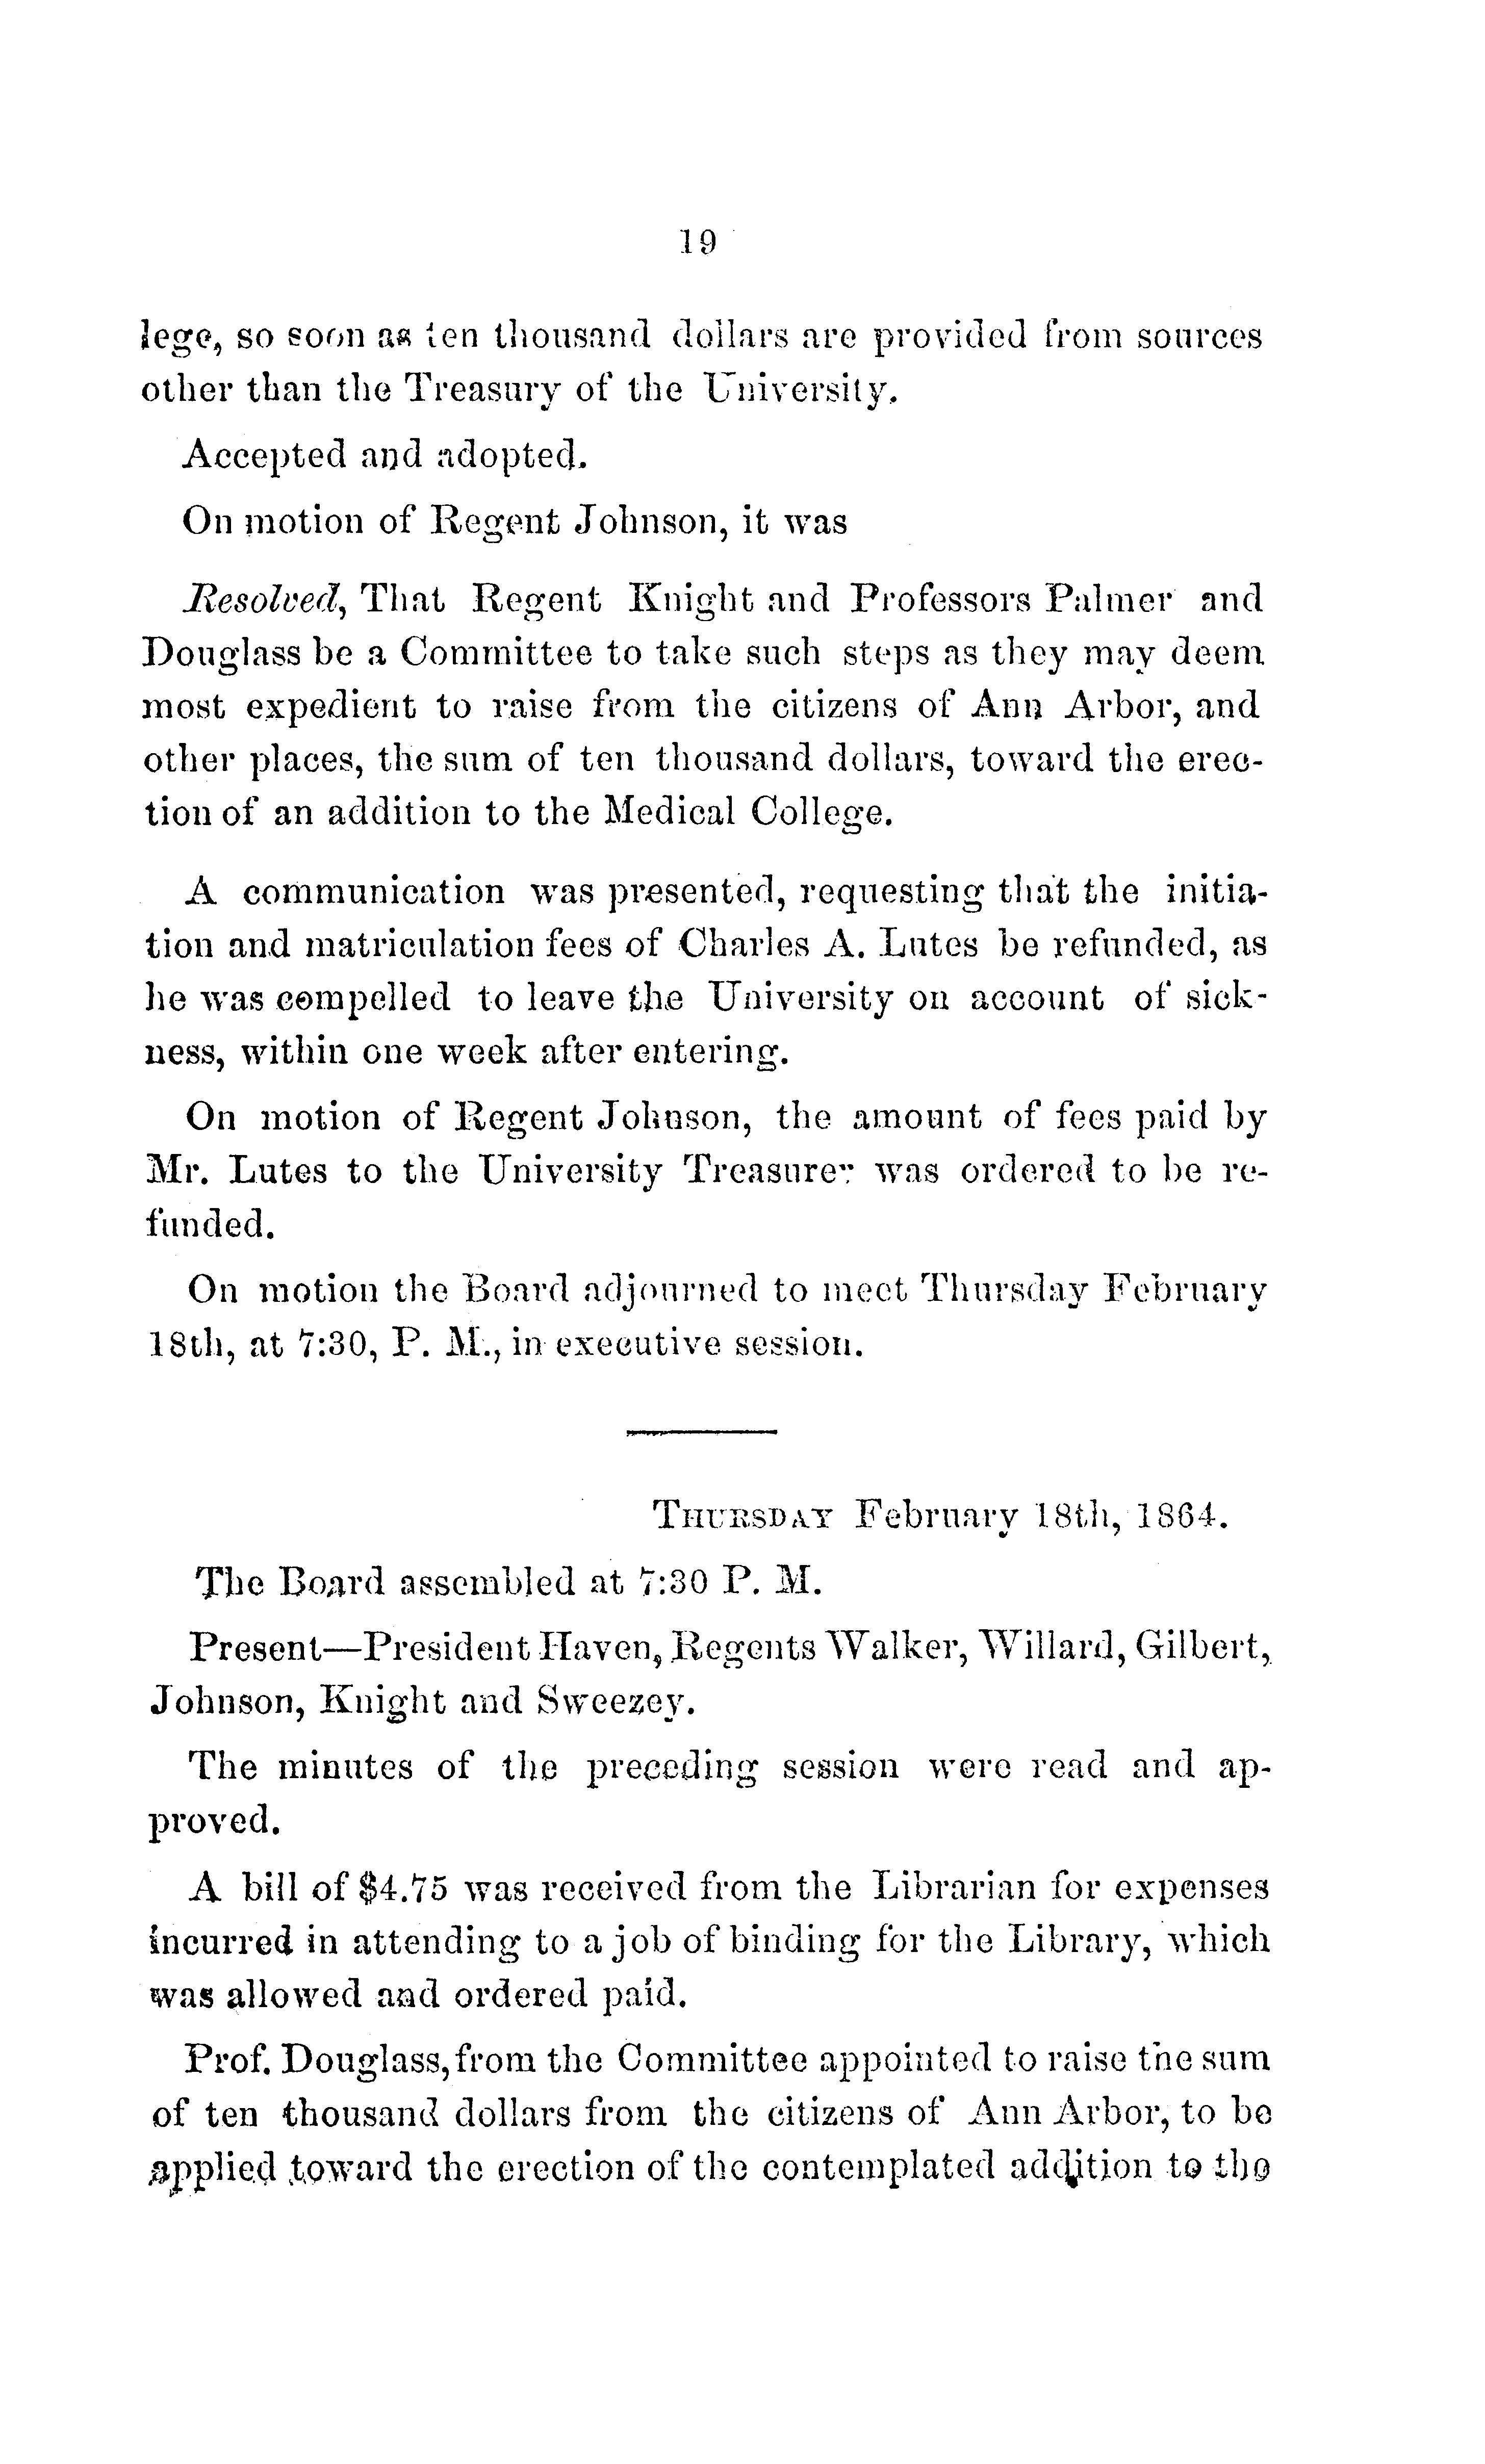 19
lege, so soon as ten thousand dollars are provided from sources
other than the Treasury of the University.
Accepted and adopted.
On motion of Regent Johnson, it was
Resolved, That Regent Knight and Professors Palmer and
Douglass be a Committee to take such steps as they may deem
most expedient to raise from the citizens of Ann Arbor, and
other places, the sum of ten thousand dollars, toward the erec-
tion of an addition to the Medical College.
A communication was presented, requesting that the initia-
tion and matriculation fees of Charles A. Lutes be refunded, as
he was compelled to leave the University on account of sick-
ness, within one week after entering.
On motion of Regent Johnson, the amount of fees paid by
Mr. Lutes to the University Treasurer was ordered to be re-
funded.
On motion the Board adjourned to meet Thursday February
18th, at 7:30, P. M., in executive session.
THURSDAY February 18th, 1864.
The Board assembled at 7:30 P. M.
Present—President Haven, Regents Walker, Willard, Gilbert,
Johnson, Knight and Sweezey.
The minutes of the preceding session were read and ap-
proved.
A bill of $4.75 was received from the Librarian for expenses
incurred in attending to a job of binding for the Library, which
was allowed and ordered paid.
Prof. Douglass, from the Committee appointed to raise the sum
of ten thousand dollars from the citizens of Ann Arbor, to be
applied toward the erection of the contemplated addition to the